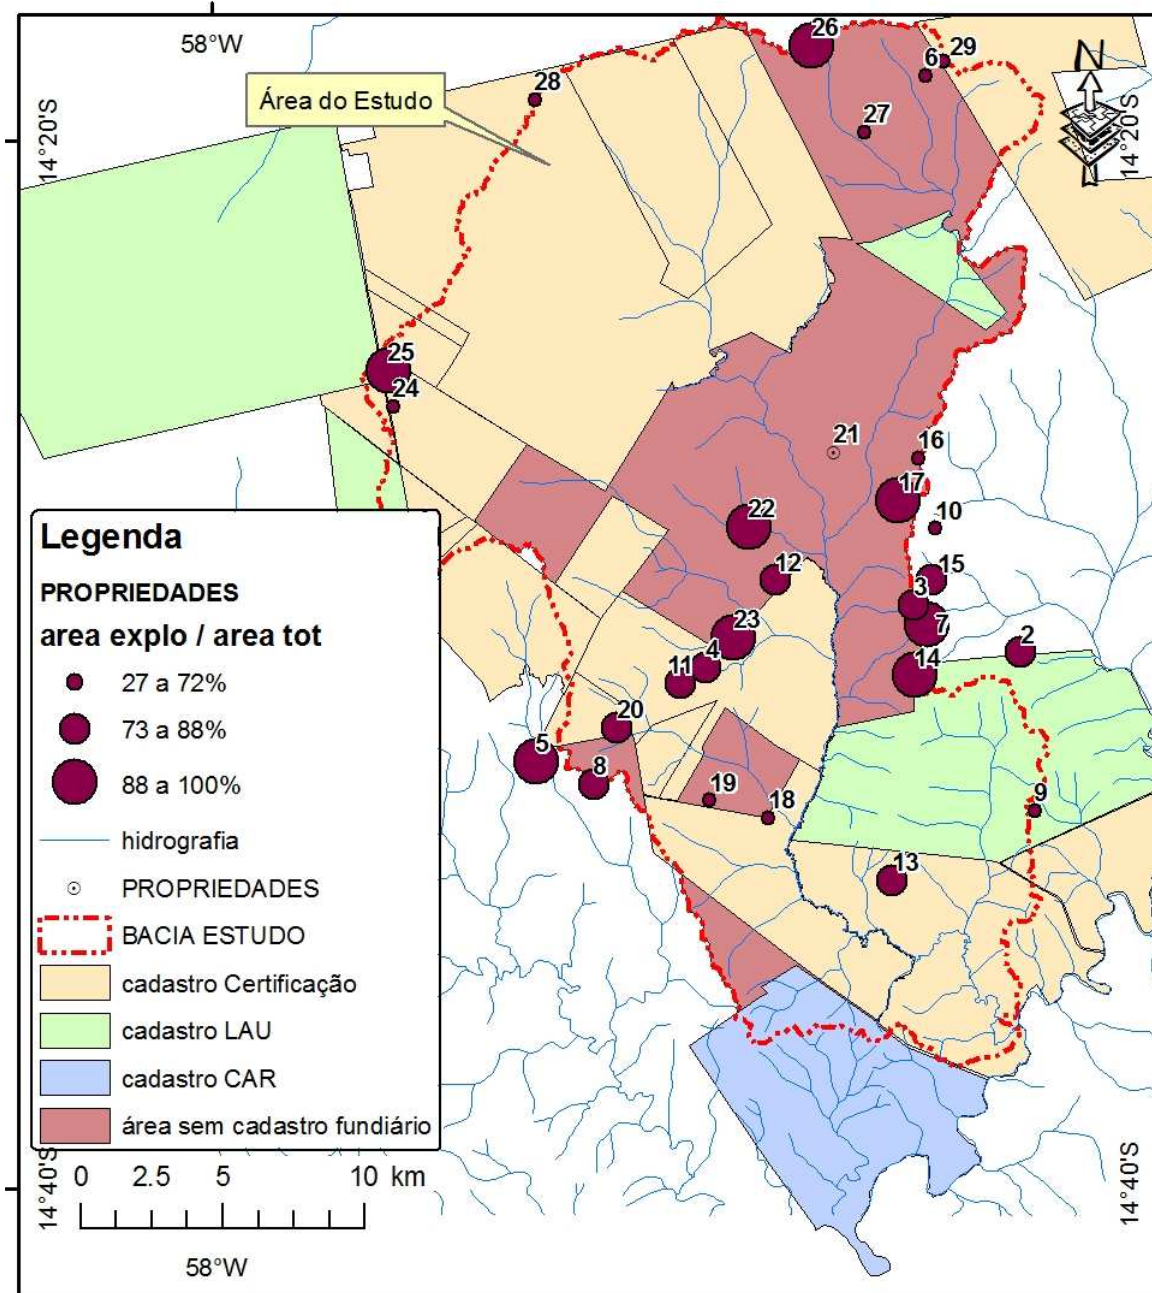 58°W
14°20'S
14°20'S
Área do Estudo
N
26
29
6
28
27
25
24
21
16
17
10
22
12
15
3
7
23
4
11
2
14
20
5
8
19
18
9
13
Legenda
PROPRIEDADES
area explo / area tot
27 a 72%
73 a 88%
88 a 100%
hidrografia
PROPRIEDADES
BACIA ESTUDO
cadastro Certificação
cadastro LAU
cadastro CAR
área sem cadastro fundiário
0 2.5 5 10 km
14°40'S
14°40'S
58°W